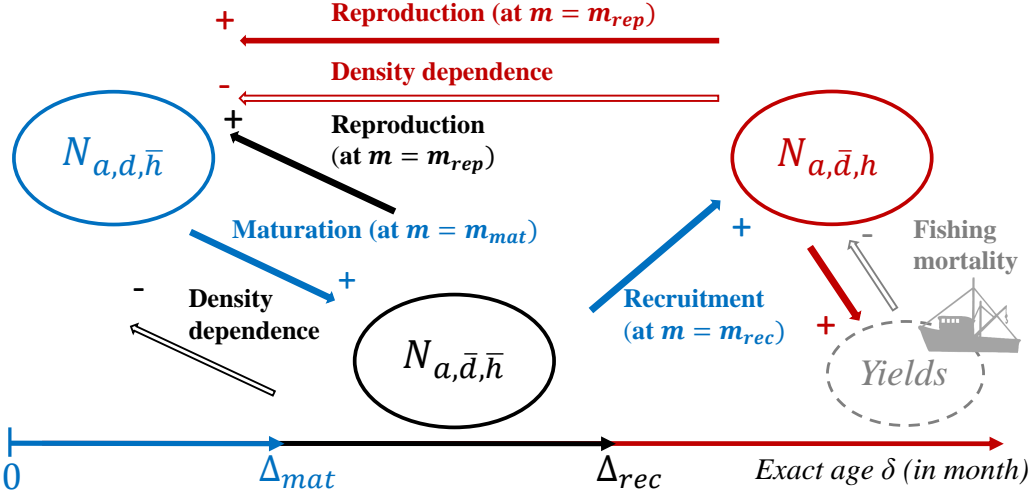 Reproduction (at m = m_rep)
+
Density dependence
-
+
Reproduction
(at m = m_rep)
N_{a,d,h̅}
N_{a,d̅,h}
Maturation (at m = m_mat)
+
+
-
Fishing
mortality
-
Density
dependence
Recruitment
(at m = m_rec)
+
N_{a,d̅,h̅}
Yields
0
Δ_mat
Δ_rec
Exact age δ (in month)